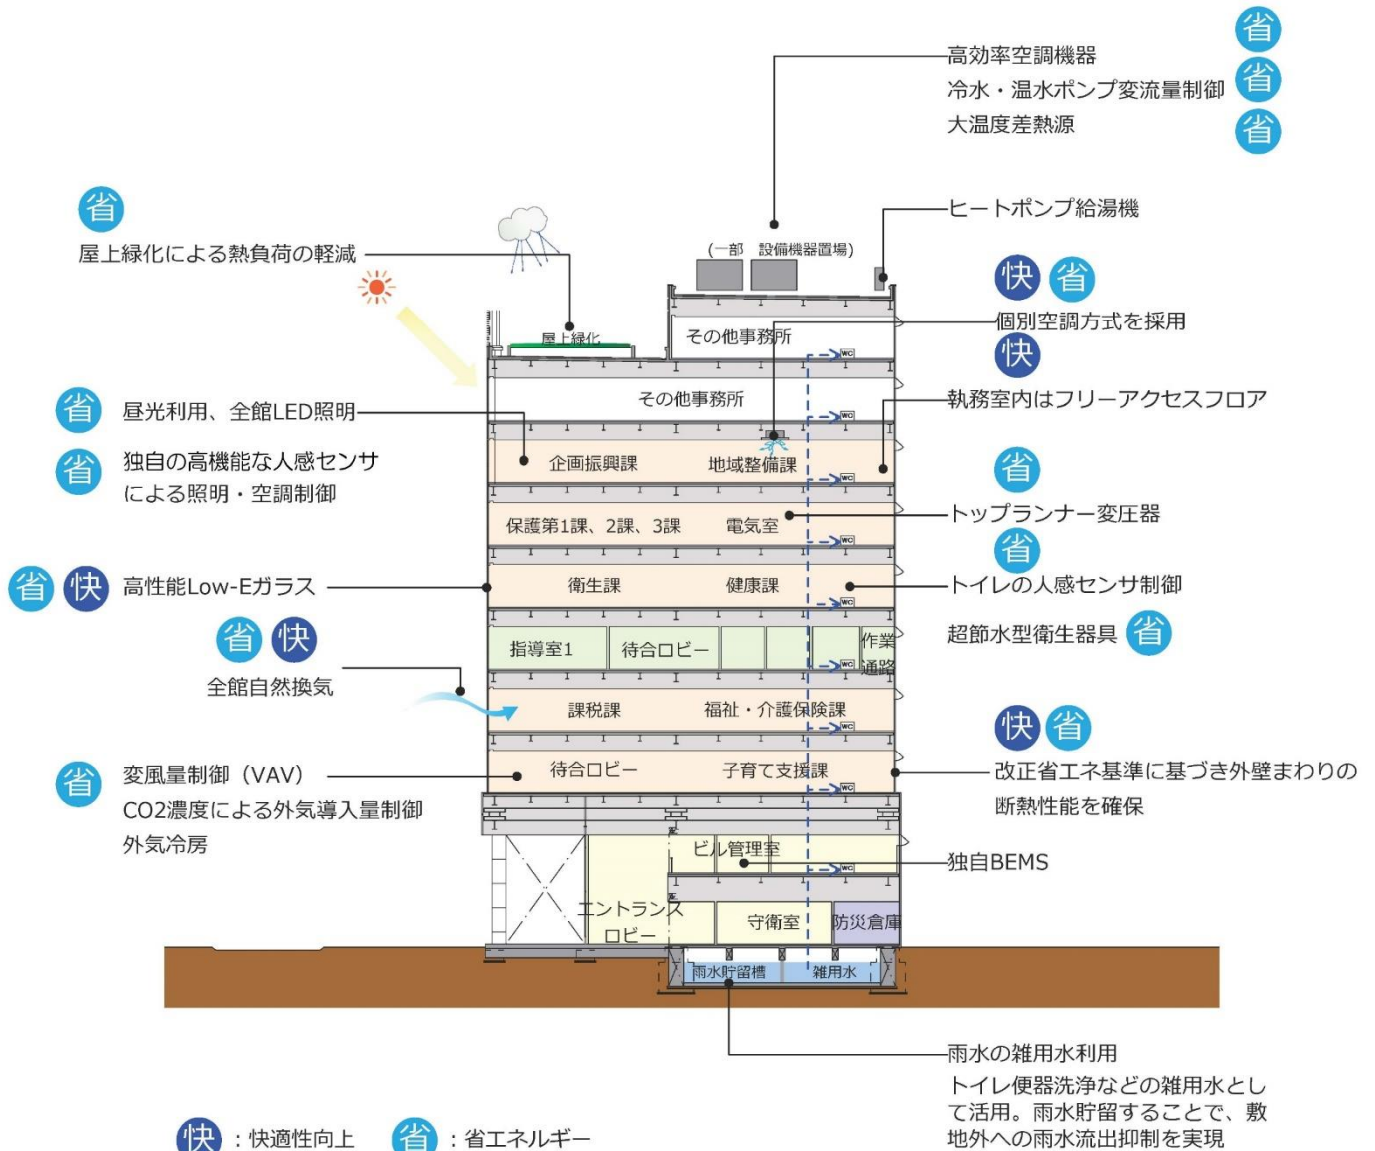 省
高効率空調機器
省
冷水・温水ポンプ変流量制御
省
大温度差熱源
ヒートポンプ給湯機
省
屋上緑化による熱負荷の軽減
(一部 設備機器置場)
快 省
個別空調方式を採用
快
執務室内はフリーアクセスフロア
屋上緑化
その他事務所
WC
その他事務所
WC
省
昼光利用、全館LED照明
省
独自の高機能な人感センサ
による照明・空調制御
企画振興課
地域整備課
WC
省
トップランナー変圧器
保護第1課、2課、3課
電気室
WC
省
トイレの人感センサ制御
省 快
高性能Low-Eガラス
衛生課
健康課
WC
超節水型衛生器具
省
指導室1
待合ロビー
作業
通路
WC
省 快
全館自然換気
課税課
福祉・介護保険課
WC
快 省
改正省エネ基準に基づき外壁まわりの
断熱性能を確保
省
変風量制御（VAV）
CO2濃度による外気導入量制御
外気冷房
待合ロビー
子育て支援課
WC
ビル管理室
WC
独自BEMS
エントランス
ロビー
守衛室
防災倉庫
雨水貯留槽
雑用水
雨水の雑用水利用
トイレ便器洗浄などの雑用水とし
て活用。雨水貯留することで、敷
地外への雨水流出抑制を実現
快：快適性向上
省：省エネルギー